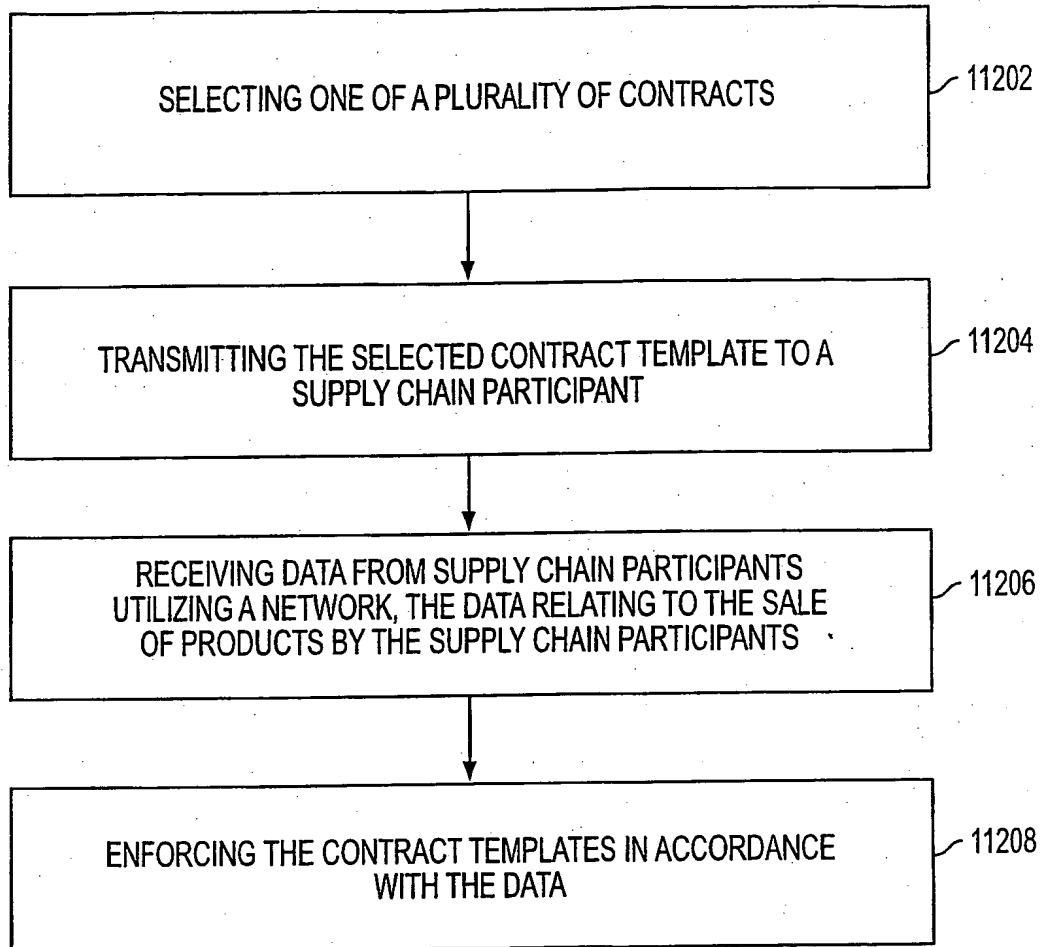 SELECTING ONE OF A PLURALITY OF CONTRACTS
11202
TRANSMITTING THE SELECTED CONTRACT TEMPLATE TO A
SUPPLY CHAIN PARTICIPANT
11204
RECEIVING DATA FROM SUPPLY CHAIN PARTICIPANTS
UTILIZING A NETWORK, THE DATA RELATING TO THE SALE
OF PRODUCTS BY THE SUPPLY CHAIN PARTICIPANTS
11206
ENFORCING THE CONTRACT TEMPLATES IN ACCORDANCE
WITH THE DATA
11208